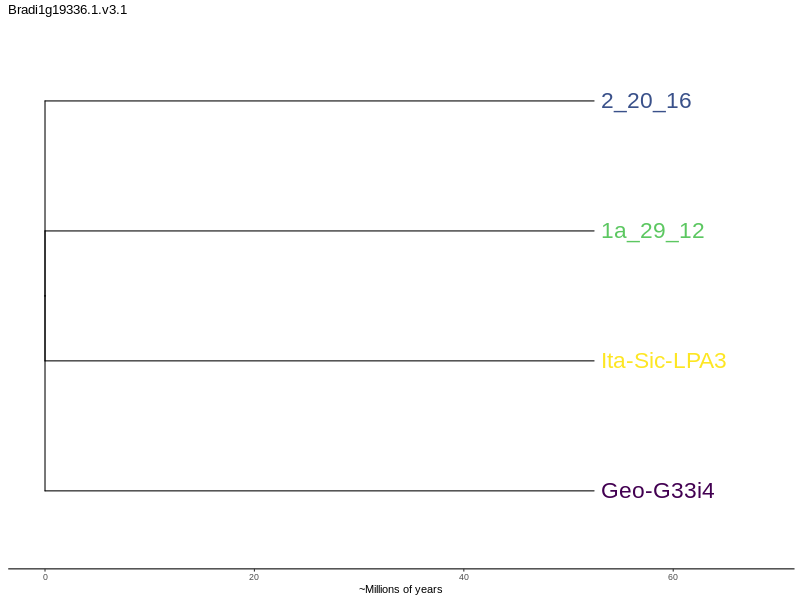 Bradi1g19336.1.v3.1
2_20_16
1a_29_12
Ita-Sic-LPA3
Geo-G33i4
0 20 40 60
~Millions of years